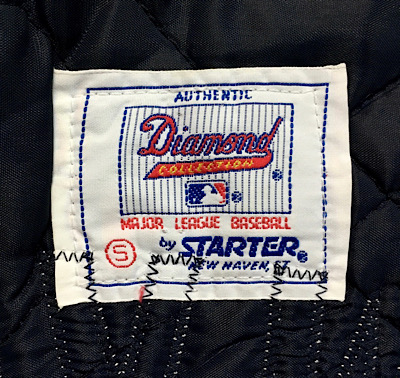 AUTHENTIC
Diamond
COLLECTION ®
®
MAJOR LEAGUE BASEBALL
S by STARTER®
NEW HAVEN, CT